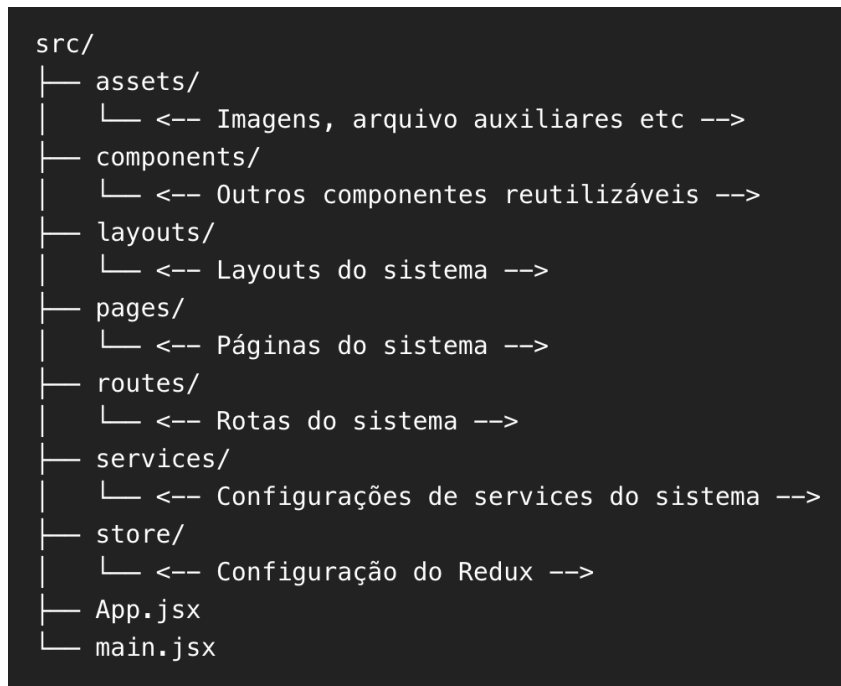 src/
├── assets/
│   └── <-- Imagens, arquivo auxiliares etc -->
├── components/
│   └── <-- Outros componentes reutilizáveis -->
├── layouts/
│   └── <-- Layouts do sistema -->
├── pages/
│   └── <-- Páginas do sistema -->
├── routes/
│   └── <-- Rotas do sistema -->
├── services/
│   └── <-- Configurações de services do sistema -->
├── store/
│   └── <-- Configuração do Redux -->
├── App.jsx
└── main.jsx